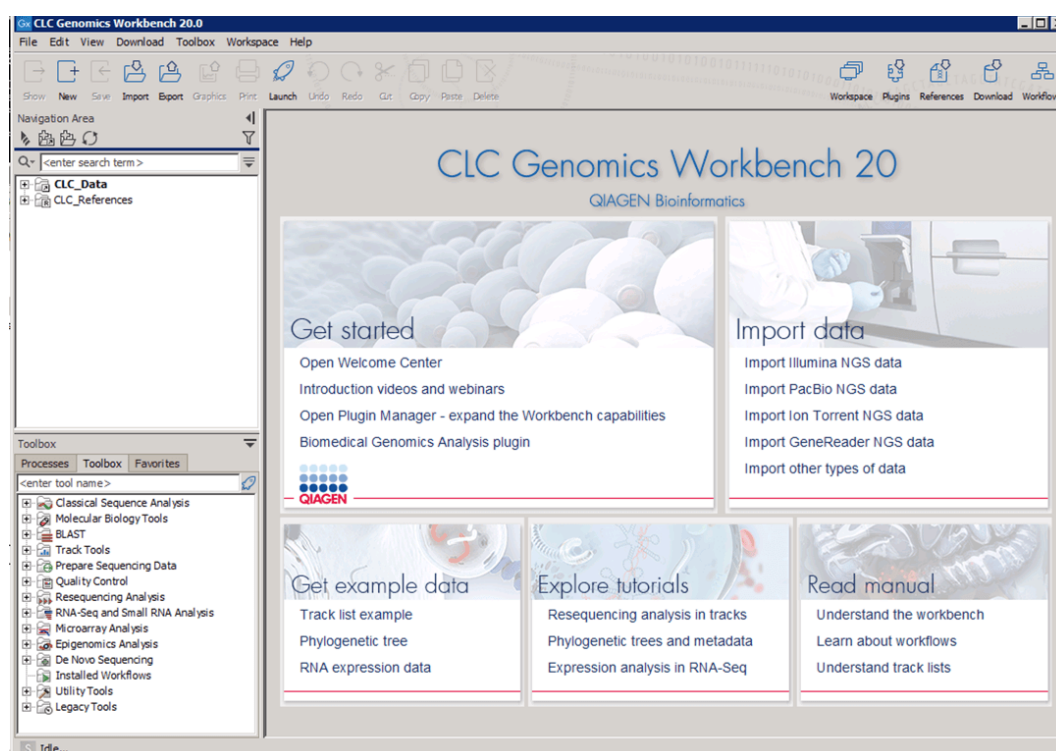 CLC Genomics Workbench 20.0
File Edit View Download Toolbox Workspace Help
Show New Save Import Export Graphics Print Launch Undo Redo Cut Copy Paste Delete Workspace Plugins References Download Workflow
Navigation Area
<enter search term>
CLC_Data
CLC_References
CLC Genomics Workbench 20
QIAGEN Bioinformatics
Get started
Open Welcome Center
Introduction videos and webinars
Open Plugin Manager - expand the Workbench capabilities
Biomedical Genomics Analysis plugin
QIAGEN
Import data
Import Illumina NGS data
Import PacBio NGS data
Import Ion Torrent NGS data
Import GeneReader NGS data
Import other types of data
Toolbox
Processes Toolbox Favorites
<enter tool name>
Classical Sequence Analysis
Molecular Biology Tools
BLAST
Track Tools
Prepare Sequencing Data
Quality Control
Resequencing Analysis
RNA-Seq and Small RNA Analysis
Microarray Analysis
Epigenomics Analysis
De Novo Sequencing
Installed Workflows
Utility Tools
Legacy Tools
Get example data
Track list example
Phylogenetic tree
RNA expression data
Explore tutorials
Resequencing analysis in tracks
Phylogenetic trees and metadata
Expression analysis in RNA-Seq
Read manual
Understand the workbench
Learn about workflows
Understand track lists
Idle...